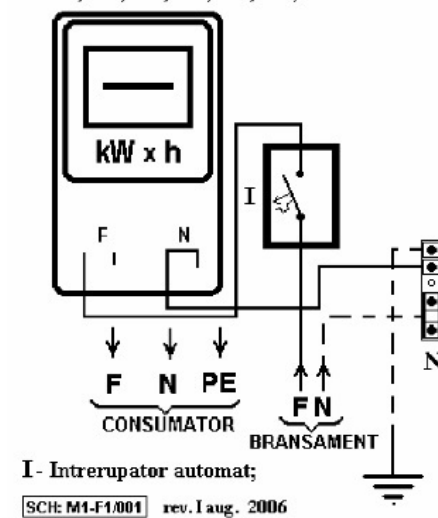 kW x h
F
N
I
N
F N PE
CONSUMATOR
F N
BRANSAMENT
I - Intrerupator automat;
SCH: M1-F1/001 rev. I aug. 2006